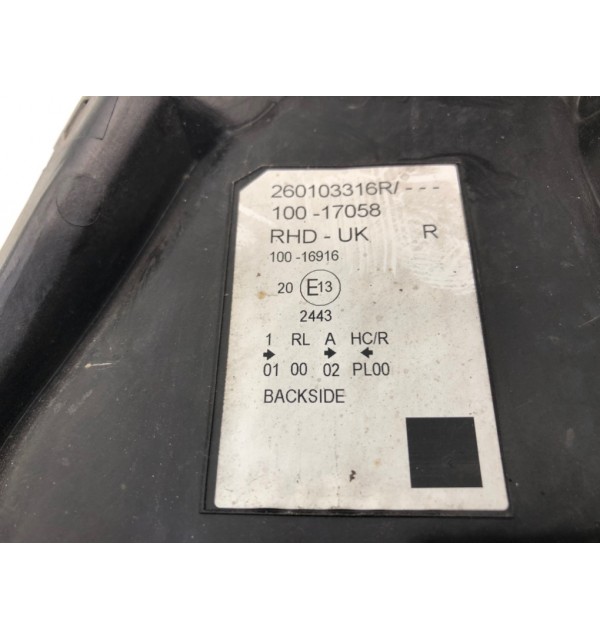 260103316R/---
100 -17058
RHD - UK R
100 -16916
20 E13
2443
1 RL A HC/R
01 00 02 PL00
BACKSIDE